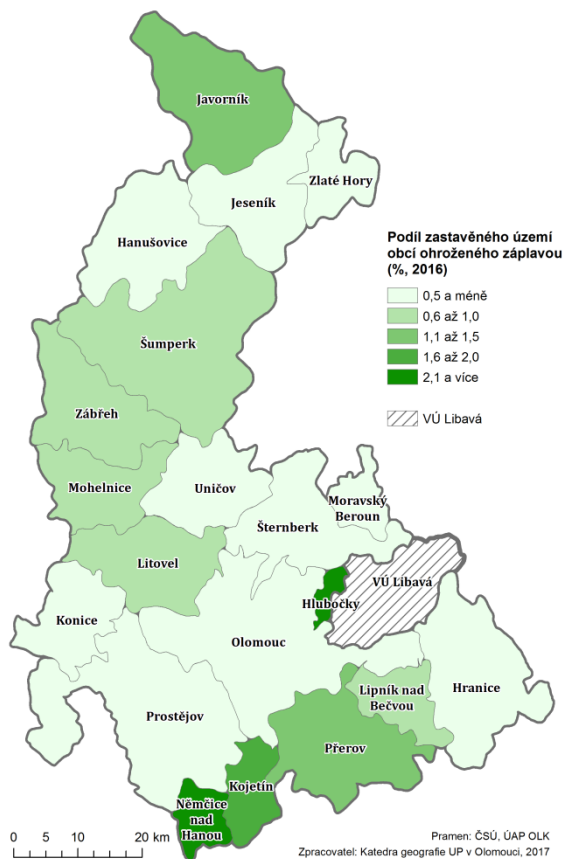 Javorník
Zlaté Hory
Jeseník
Hanušovice
Podíl zastavěného území
obcí ohroženého záplavou
(%, 2016)
0,5 a méně
0,6 až 1,0
1,1 až 1,5
1,6 až 2,0
2,1 a více
VÚ Libavá
Šumperk
Zábřeh
Mohelnice
Uničov
Moravský
Beroun
Šternberk
Litovel
VÚ Libavá
Hlubočky
Konice
Olomouc
Lipník nad
Bečvou
Hranice
Prostějov
Přerov
Kojetín
Němčice
nad
Hanou
0 5 10 20 km
Pramen: ČSÚ, ÚAP OLK
Zpracovatel: Katedra geografie UP v Olomouci, 2017